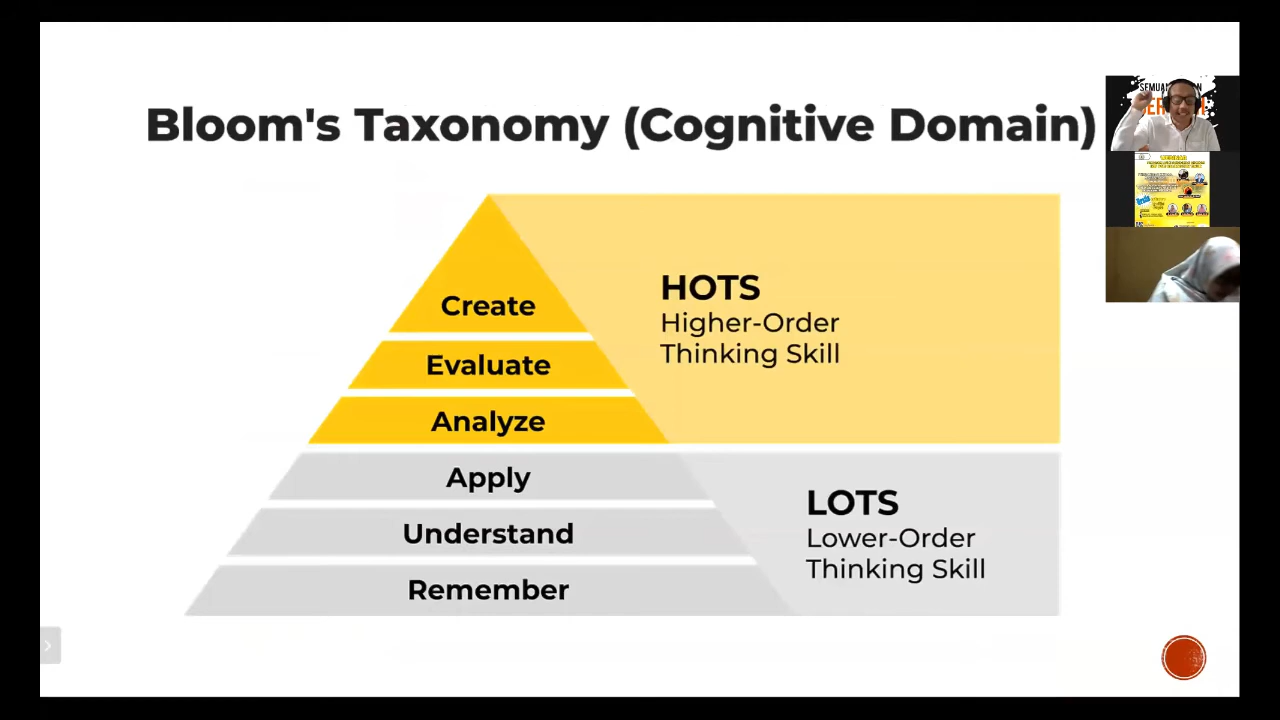 Bloom's Taxonomy (Cognitive Domain)
Create
Evaluate
Analyze
Apply
Understand
Remember
HOTS
Higher-Order
Thinking Skill
LOTS
Lower-Order
Thinking Skill
WEBINAR